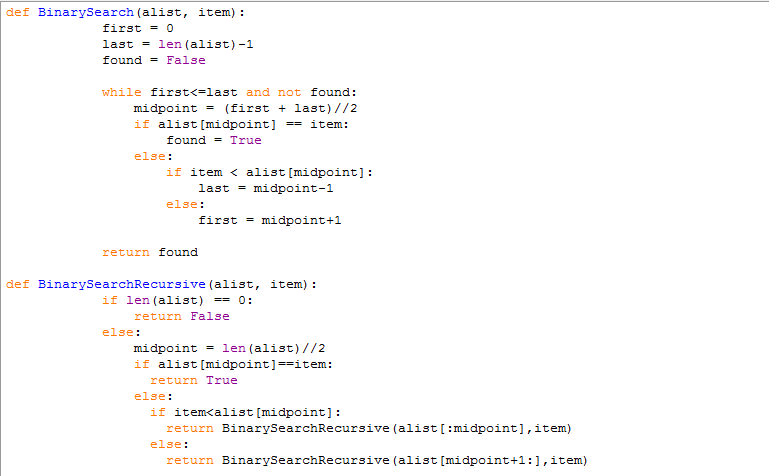 def BinarySearch(alist, item):
            first = 0
            last = len(alist)-1
            found = False

            while first<=last and not found:
                midpoint = (first + last)//2
                if alist[midpoint] == item:
                    found = True
                else:
                    if item < alist[midpoint]:
                        last = midpoint-1
                    else:
                        first = midpoint+1

            return found

def BinarySearchRecursive(alist, item):
            if len(alist) == 0:
                return False
            else:
                midpoint = len(alist)//2
                if alist[midpoint]==item:
                  return True
                else:
                  if item<alist[midpoint]:
                    return BinarySearchRecursive(alist[:midpoint],item)
                  else:
                    return BinarySearchRecursive(alist[midpoint+1:],item)